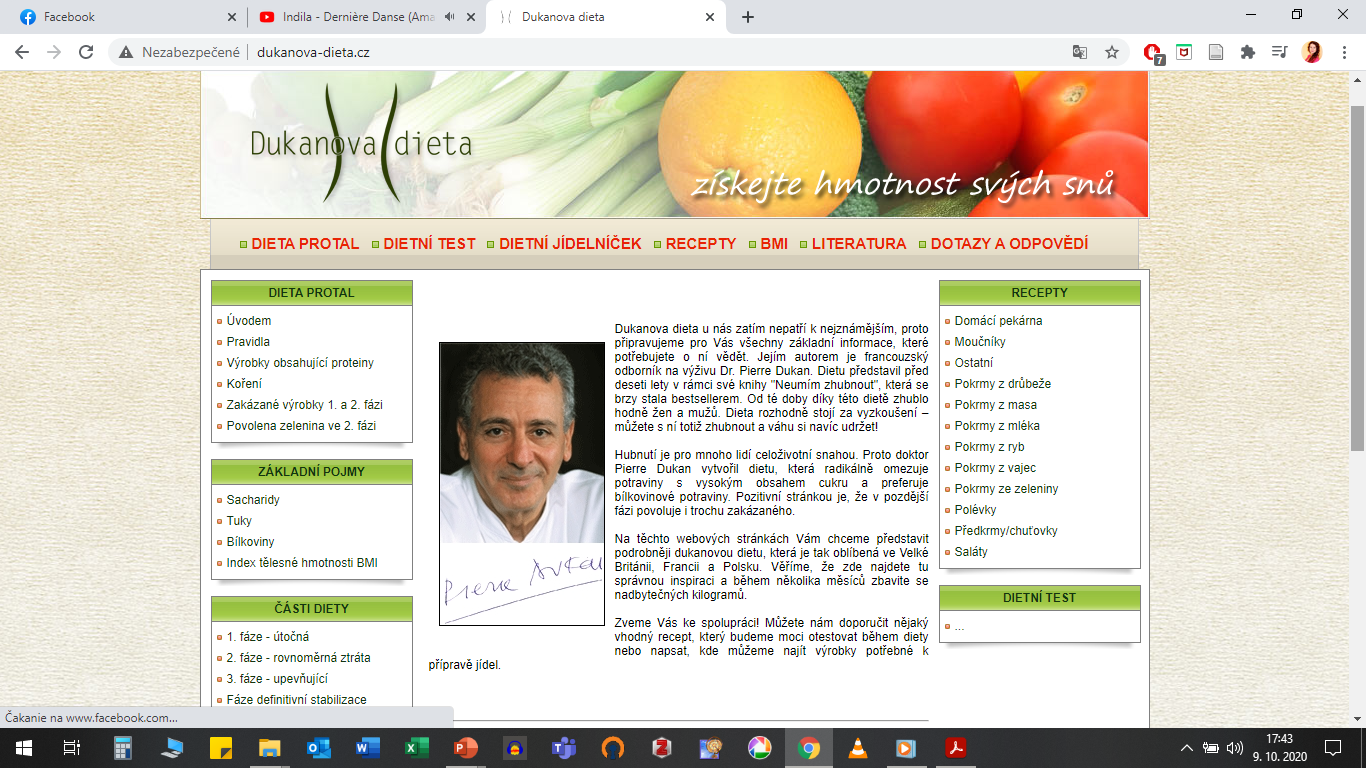 Facebook
Indila - Dernière Danse (Ama
Dukanova dieta
Nezabezpečené
dukanova-dieta.cz
7
Dukanova dieta
získejte hmotnost svých snů
DIETA PROTAL
DIETNÍ TEST
DIETNÍ JÍDELNÍČEK
RECEPTY
BMI
LITERATURA
DOTAZY A ODPOVĚDÍ
DIETA PROTAL
Úvodem
Pravidla
Výrobky obsahující proteiny
Koření
Zakázané výrobky 1. a 2. fázi
Povolena zelenina ve 2. fázi
ZÁKLADNÍ POJMY
Sacharidy
Tuky
Bílkoviny
Index tělesné hmotnosti BMI
ČÁSTI DIETY
1. fáze - útočná
2. fáze - rovnoměrná ztráta
3. fáze - upevňující
Fáze definitivní stabilizace
Dukanova dieta u nás zatím nepatří k nejznámějším, proto
připravujeme pro Vás všechny základní informace, které
potřebujete o ní vědět. Jejím autorem je francouzský
odborník na výživu Dr. Pierre Dukan. Dietu představil před
deseti lety v rámci své knihy "Neumím zhubnout", která se
brzy stala bestsellerem. Od té doby díky této dietě zhublo
hodně žen a mužů. Dieta rozhodně stojí za vyzkoušení –
můžete s ní totiž zhubnout a váhu si navíc udržet!
Hubnutí je pro mnoho lidí celoživotní snahou. Proto doktor
Pierre Dukan vytvořil dietu, která radikálně omezuje
potraviny s vysokým obsahem cukru a preferuje
bílkovinové potraviny. Pozitivní stránkou je, že v pozdější
fázi povoluje i trochu zakázaného.
Na těchto webových stránkách Vám chceme představit
podrobněji dukanovou dietu, která je tak oblíbená ve Velké
Británii, Francii a Polsku. Věříme, že zde najdete tu
správnou inspiraci a během několika měsíců zbavite se
nadbytečných kilogramů.
Zveme Vás ke spolupráci! Můžete nám doporučit nějaký
vhodný recept, který budeme moci otestovat během diety
nebo napsat, kde můžeme najít výrobky potřebné k
přípravě jídel.
Pierre
RECEPTY
Domácí pekárna
Moučníky
Ostatní
Pokrmy z drůbeže
Pokrmy z masa
Pokrmy z mléka
Pokrmy z ryb
Pokrmy z vajec
Pokrmy ze zeleniny
Polévky
Předkrmy/chuťovky
Saláty
DIETNÍ TEST
...
Čakanie na www.facebook.com...
17:43
9. 10. 2020